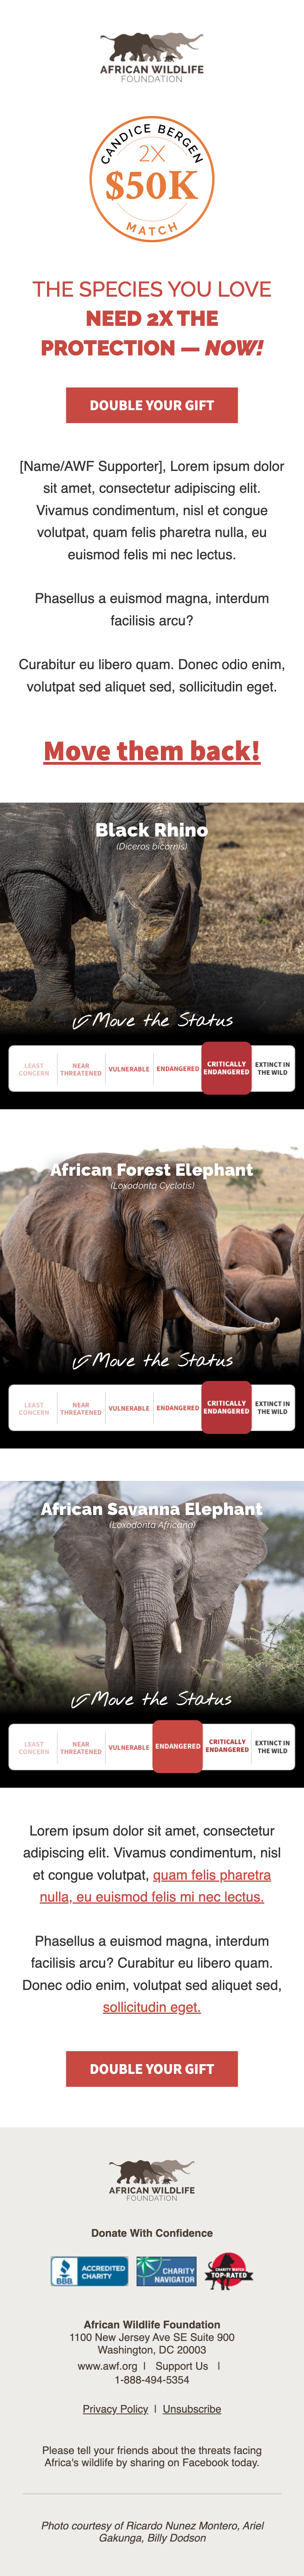 AFRICAN WILDLIFE
FOUNDATION
CANDICE BERGEN
2X
$50K
MATCH
THE SPECIES YOU LOVE
NEED 2X THE
PROTECTION — NOW!
DOUBLE YOUR GIFT
[Name/AWF Supporter], Lorem ipsum dolor
sit amet, consectetur adipiscing elit.
Vivamus condimentum, nisl et congue
volutpat, quam felis pharetra nulla, eu
euismod felis mi nec lectus.
Phasellus a euismod magna, interdum
facilisis arcu?
Curabitur eu libero quam. Donec odio enim,
volutpat sed aliquet sed, sollicitudin eget.
Move them back!
Black Rhino
(Diceros bicornis)
Move the Status
LEAST
CONCERN
NEAR
THREATENED
VULNERABLE
ENDANGERED
CRITICALLY
ENDANGERED
EXTINCT IN
THE WILD
African Forest Elephant
(Loxodonta Cyclotis)
Move the Status
LEAST
CONCERN
NEAR
THREATENED
VULNERABLE
ENDANGERED
CRITICALLY
ENDANGERED
EXTINCT IN
THE WILD
African Savanna Elephant
(Loxodonta Africana)
Move the Status
LEAST
CONCERN
NEAR
THREATENED
VULNERABLE
ENDANGERED
CRITICALLY
ENDANGERED
EXTINCT IN
THE WILD
Lorem ipsum dolor sit amet, consectetur
adipiscing elit. Vivamus condimentum, nisl
et congue volutpat, quam felis pharetra
nulla, eu euismod felis mi nec lectus.
Phasellus a euismod magna, interdum
facilisis arcu? Curabitur eu libero quam.
Donec odio enim, volutpat sed aliquet sed,
sollicitudin eget.
DOUBLE YOUR GIFT
AFRICAN WILDLIFE
FOUNDATION
Donate With Confidence
BBB
ACCREDITED
CHARITY
CHARITY
NAVIGATOR
CHARITY WATCH
TOP-RATED
African Wildlife Foundation
1100 New Jersey Ave SE Suite 900
Washington, DC 20003
www.awf.org | Support Us |
1-888-494-5354
Privacy Policy | Unsubscribe
Please tell your friends about the threats facing
Africa's wildlife by sharing on Facebook today.
Photo courtesy of Ricardo Nunez Montero, Ariel
Gakunga, Billy Dodson